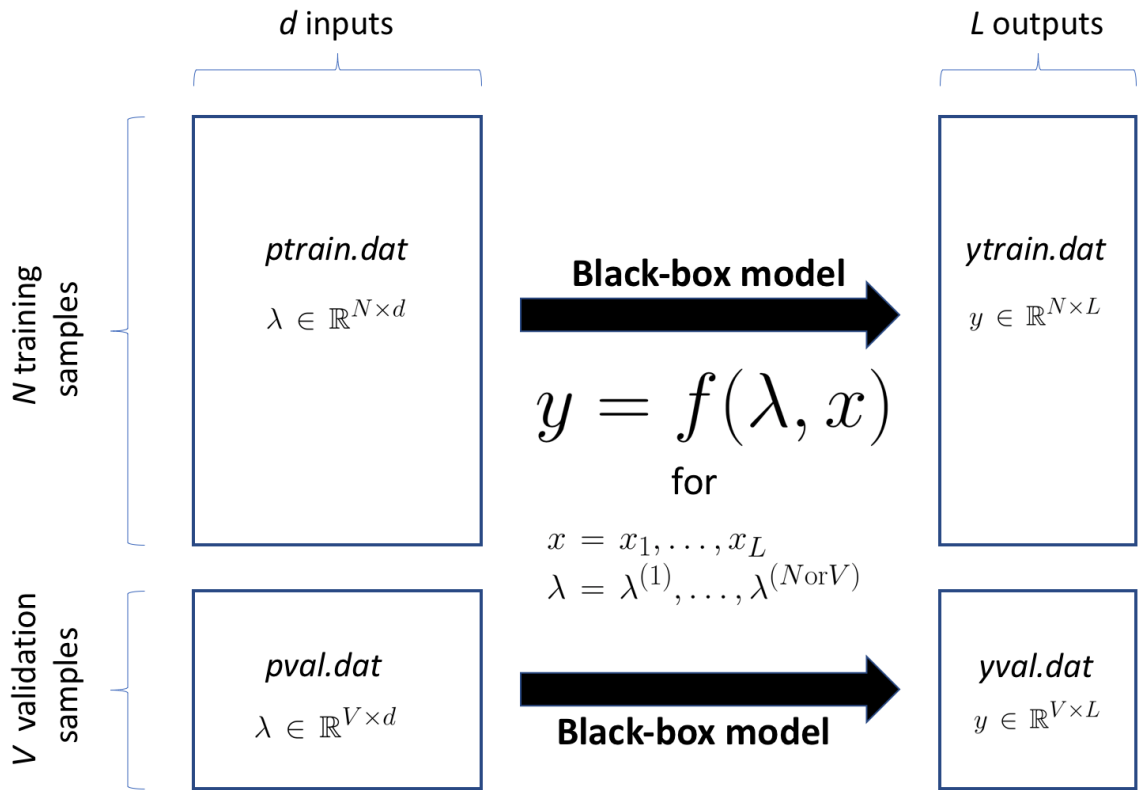 d inputs
L outputs
N training
samples
ptrain.dat
λ ∈ ℝ^{N×d}
Black-box model
y = f(λ, x)
for
x = x_1, . . . , x_L
λ = λ^{(1)}, . . . , λ^{(NorV)}
ytrain.dat
y ∈ ℝ^{N×L}
V validation
samples
pval.dat
λ ∈ ℝ^{V×d}
Black-box model
yval.dat
y ∈ ℝ^{V×L}